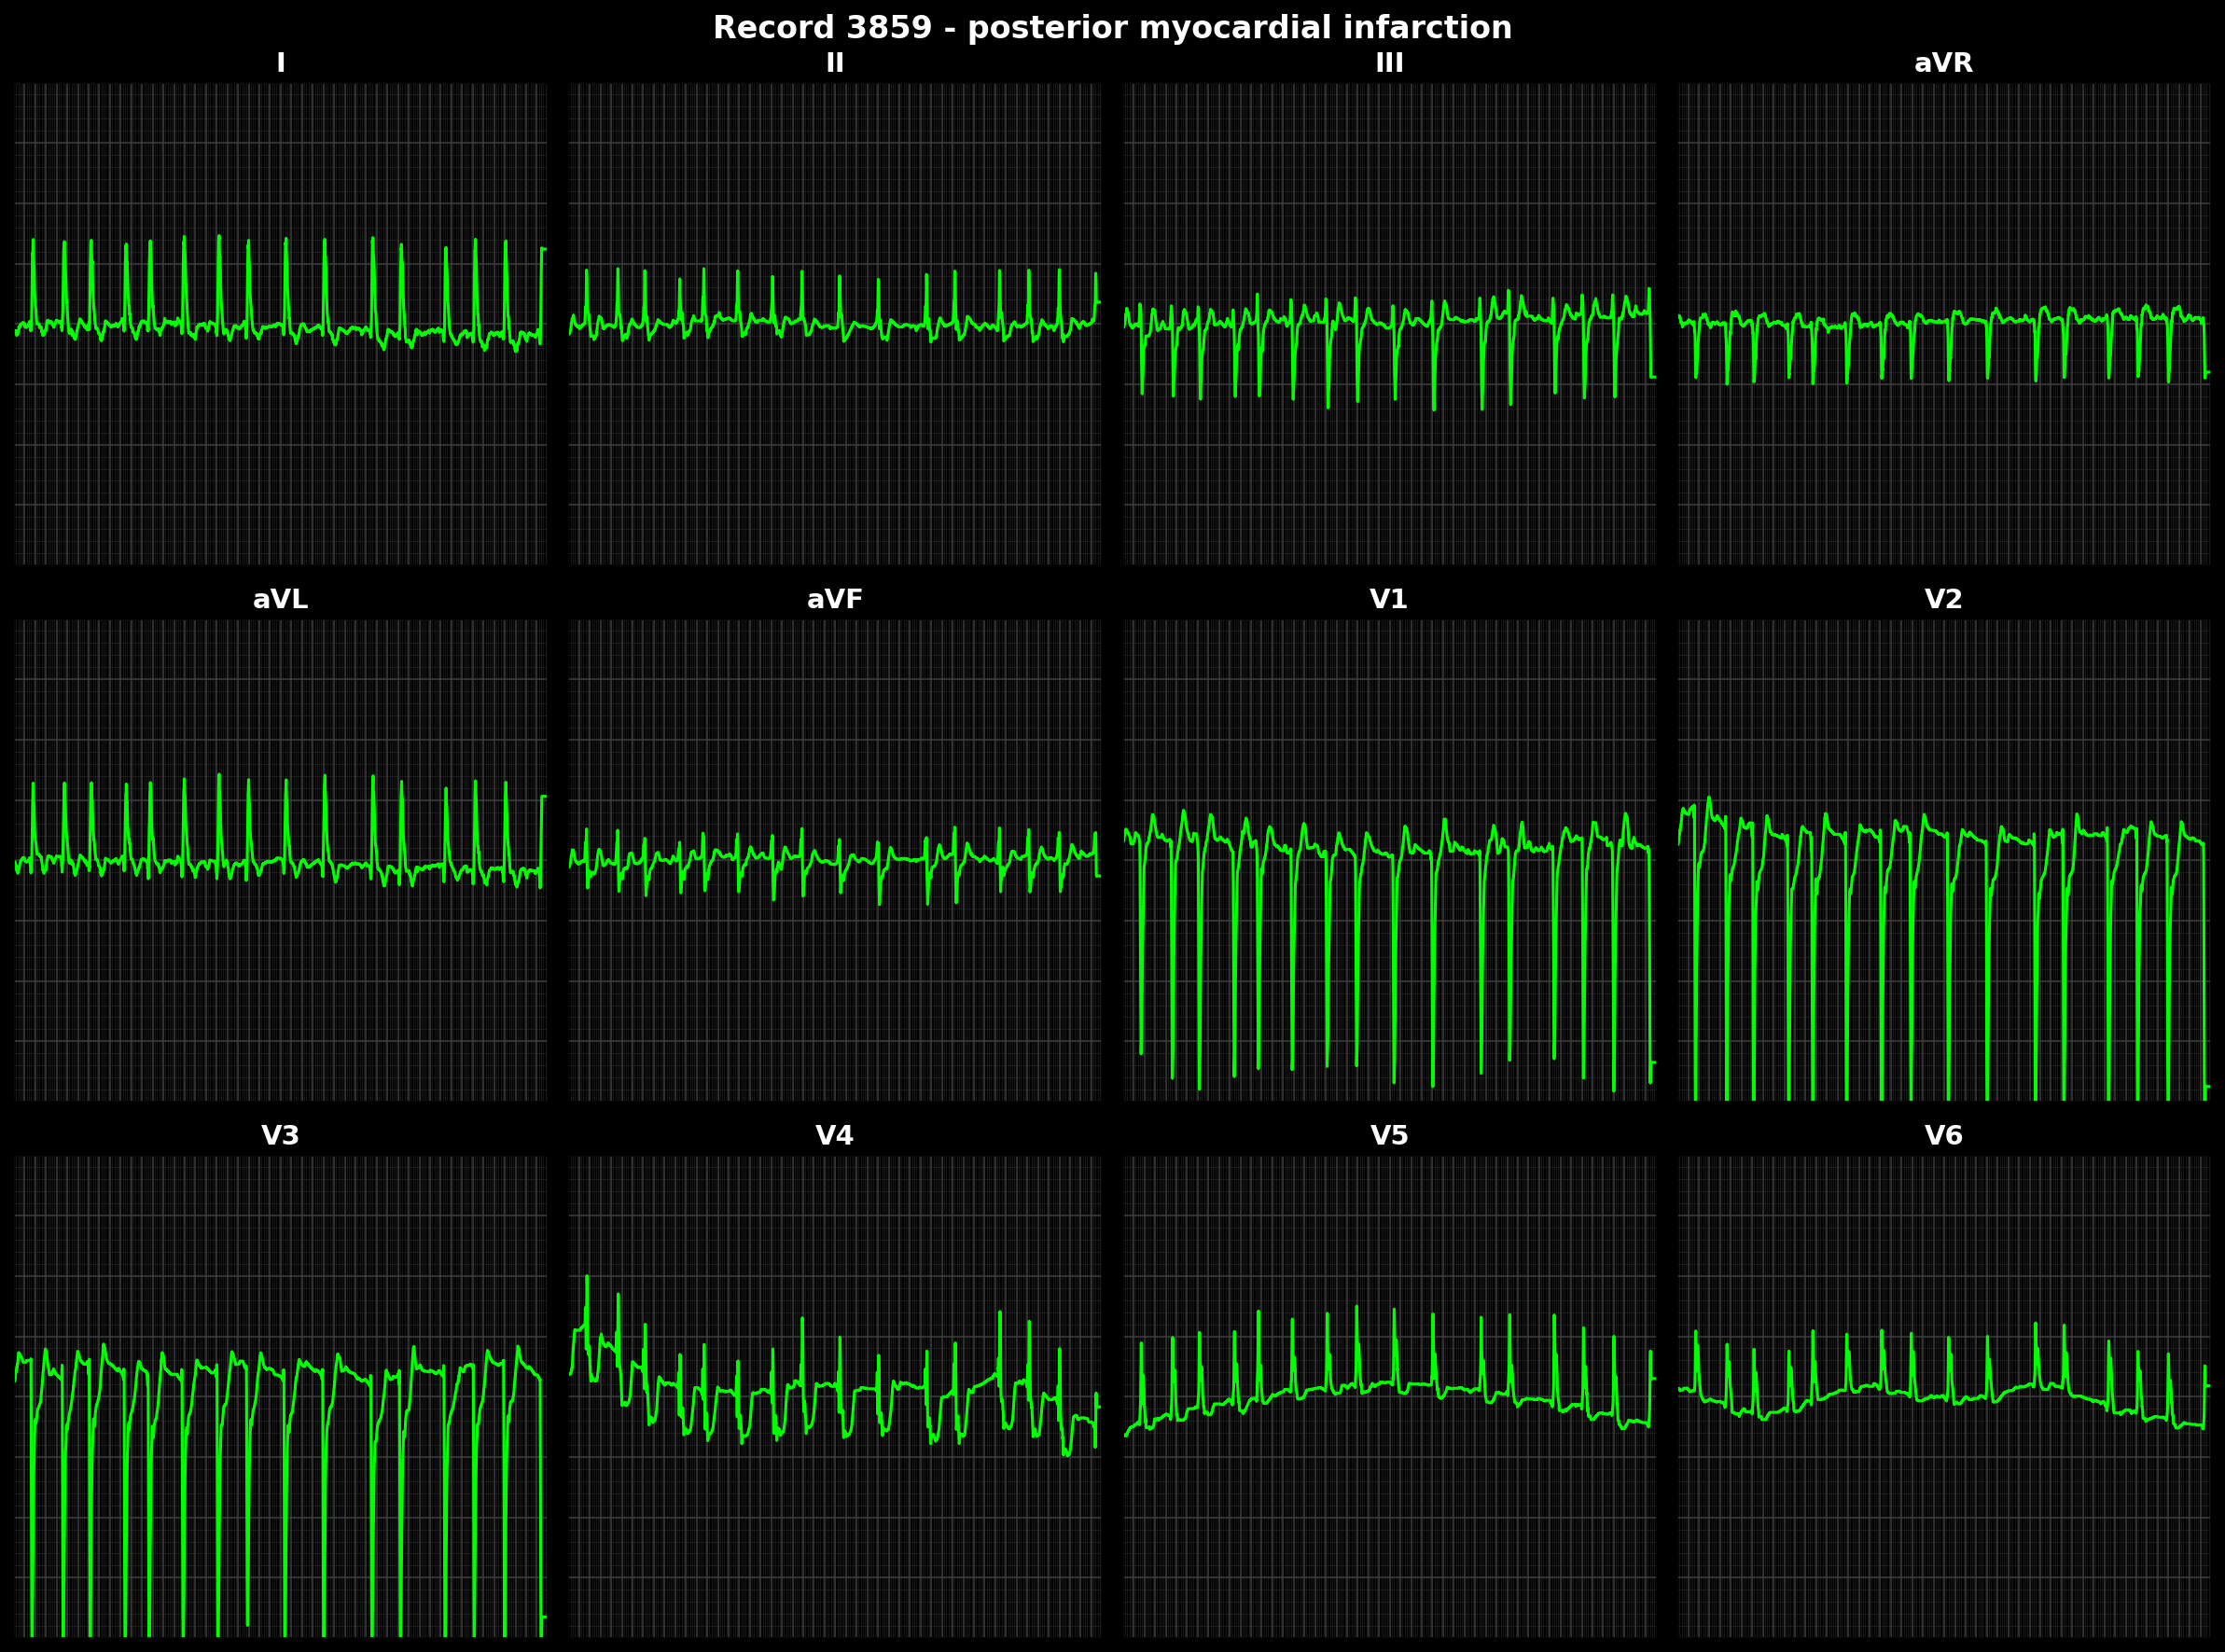 Record 3859 - posterior myocardial infarction
I
II
III
aVR
aVL
aVF
V1
V2
V3
V4
V5
V6